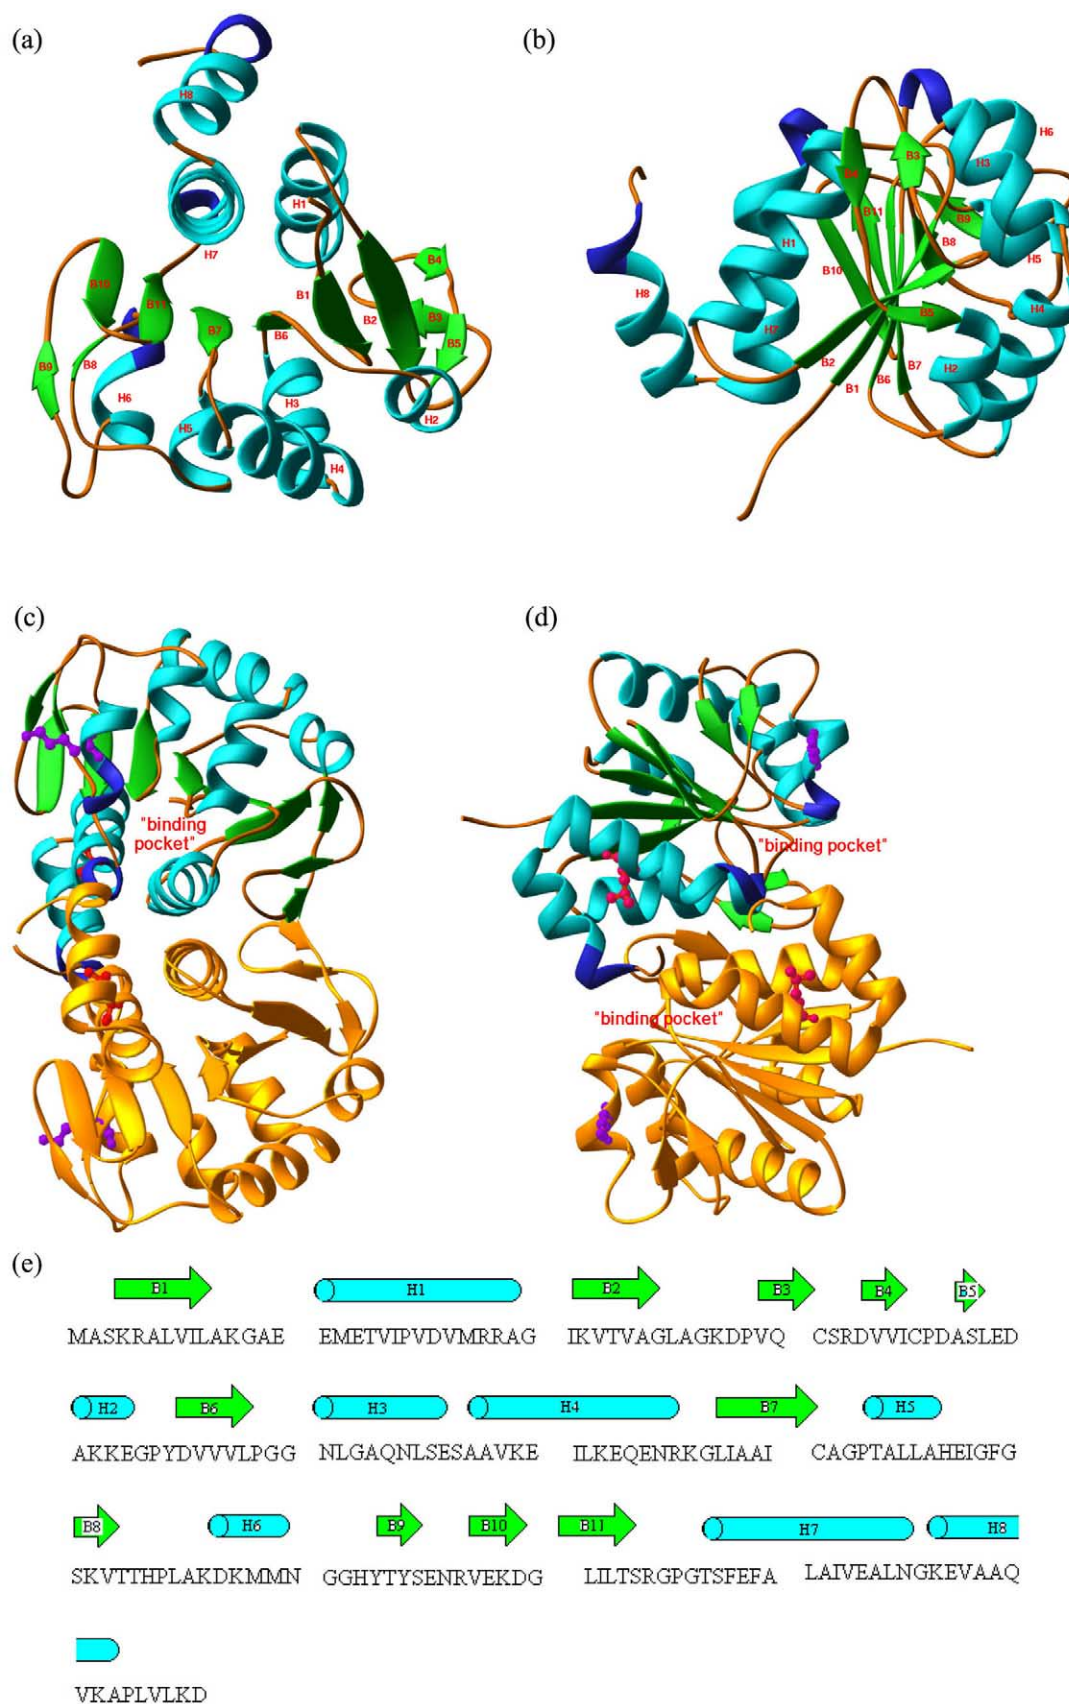 (a)
(b)
H8
H1
H7
B10
B11
B1
B2
B4
B3
B5
B7
B6
B9
B8
H6
H5
H3
H2
H4
B4
B3
H6
H3
B11
B9
B8
H1
H5
B10
H8
B5
H4
H7
B2
B1
B6
B7
H2
(c)
(d)
"binding
pocket"
"binding pocket"
"binding pocket"
(e)
B1 H1 B2 B3 B4 B5
MASKRALVILAKGAE EMETVIPVDVMRRAG IKVTVAGLAGKDPVQ CSRDVVICPDASLED
H2 B6 H3 H4 B7 H5
AKKEGPYDVVVLPGG NLGAQNLSESAAVKE ILKEQENRKGLIAAI CAGPTALLAHEIGFG
B8 H6 B9 B10 B11 H7 H8
SKVTTHPLAKDKMMN GGHYTYSENRVEKDG LILTSRGPGTSFEFA LAIVEALNGKEVAAQ
VKAPLVLKD